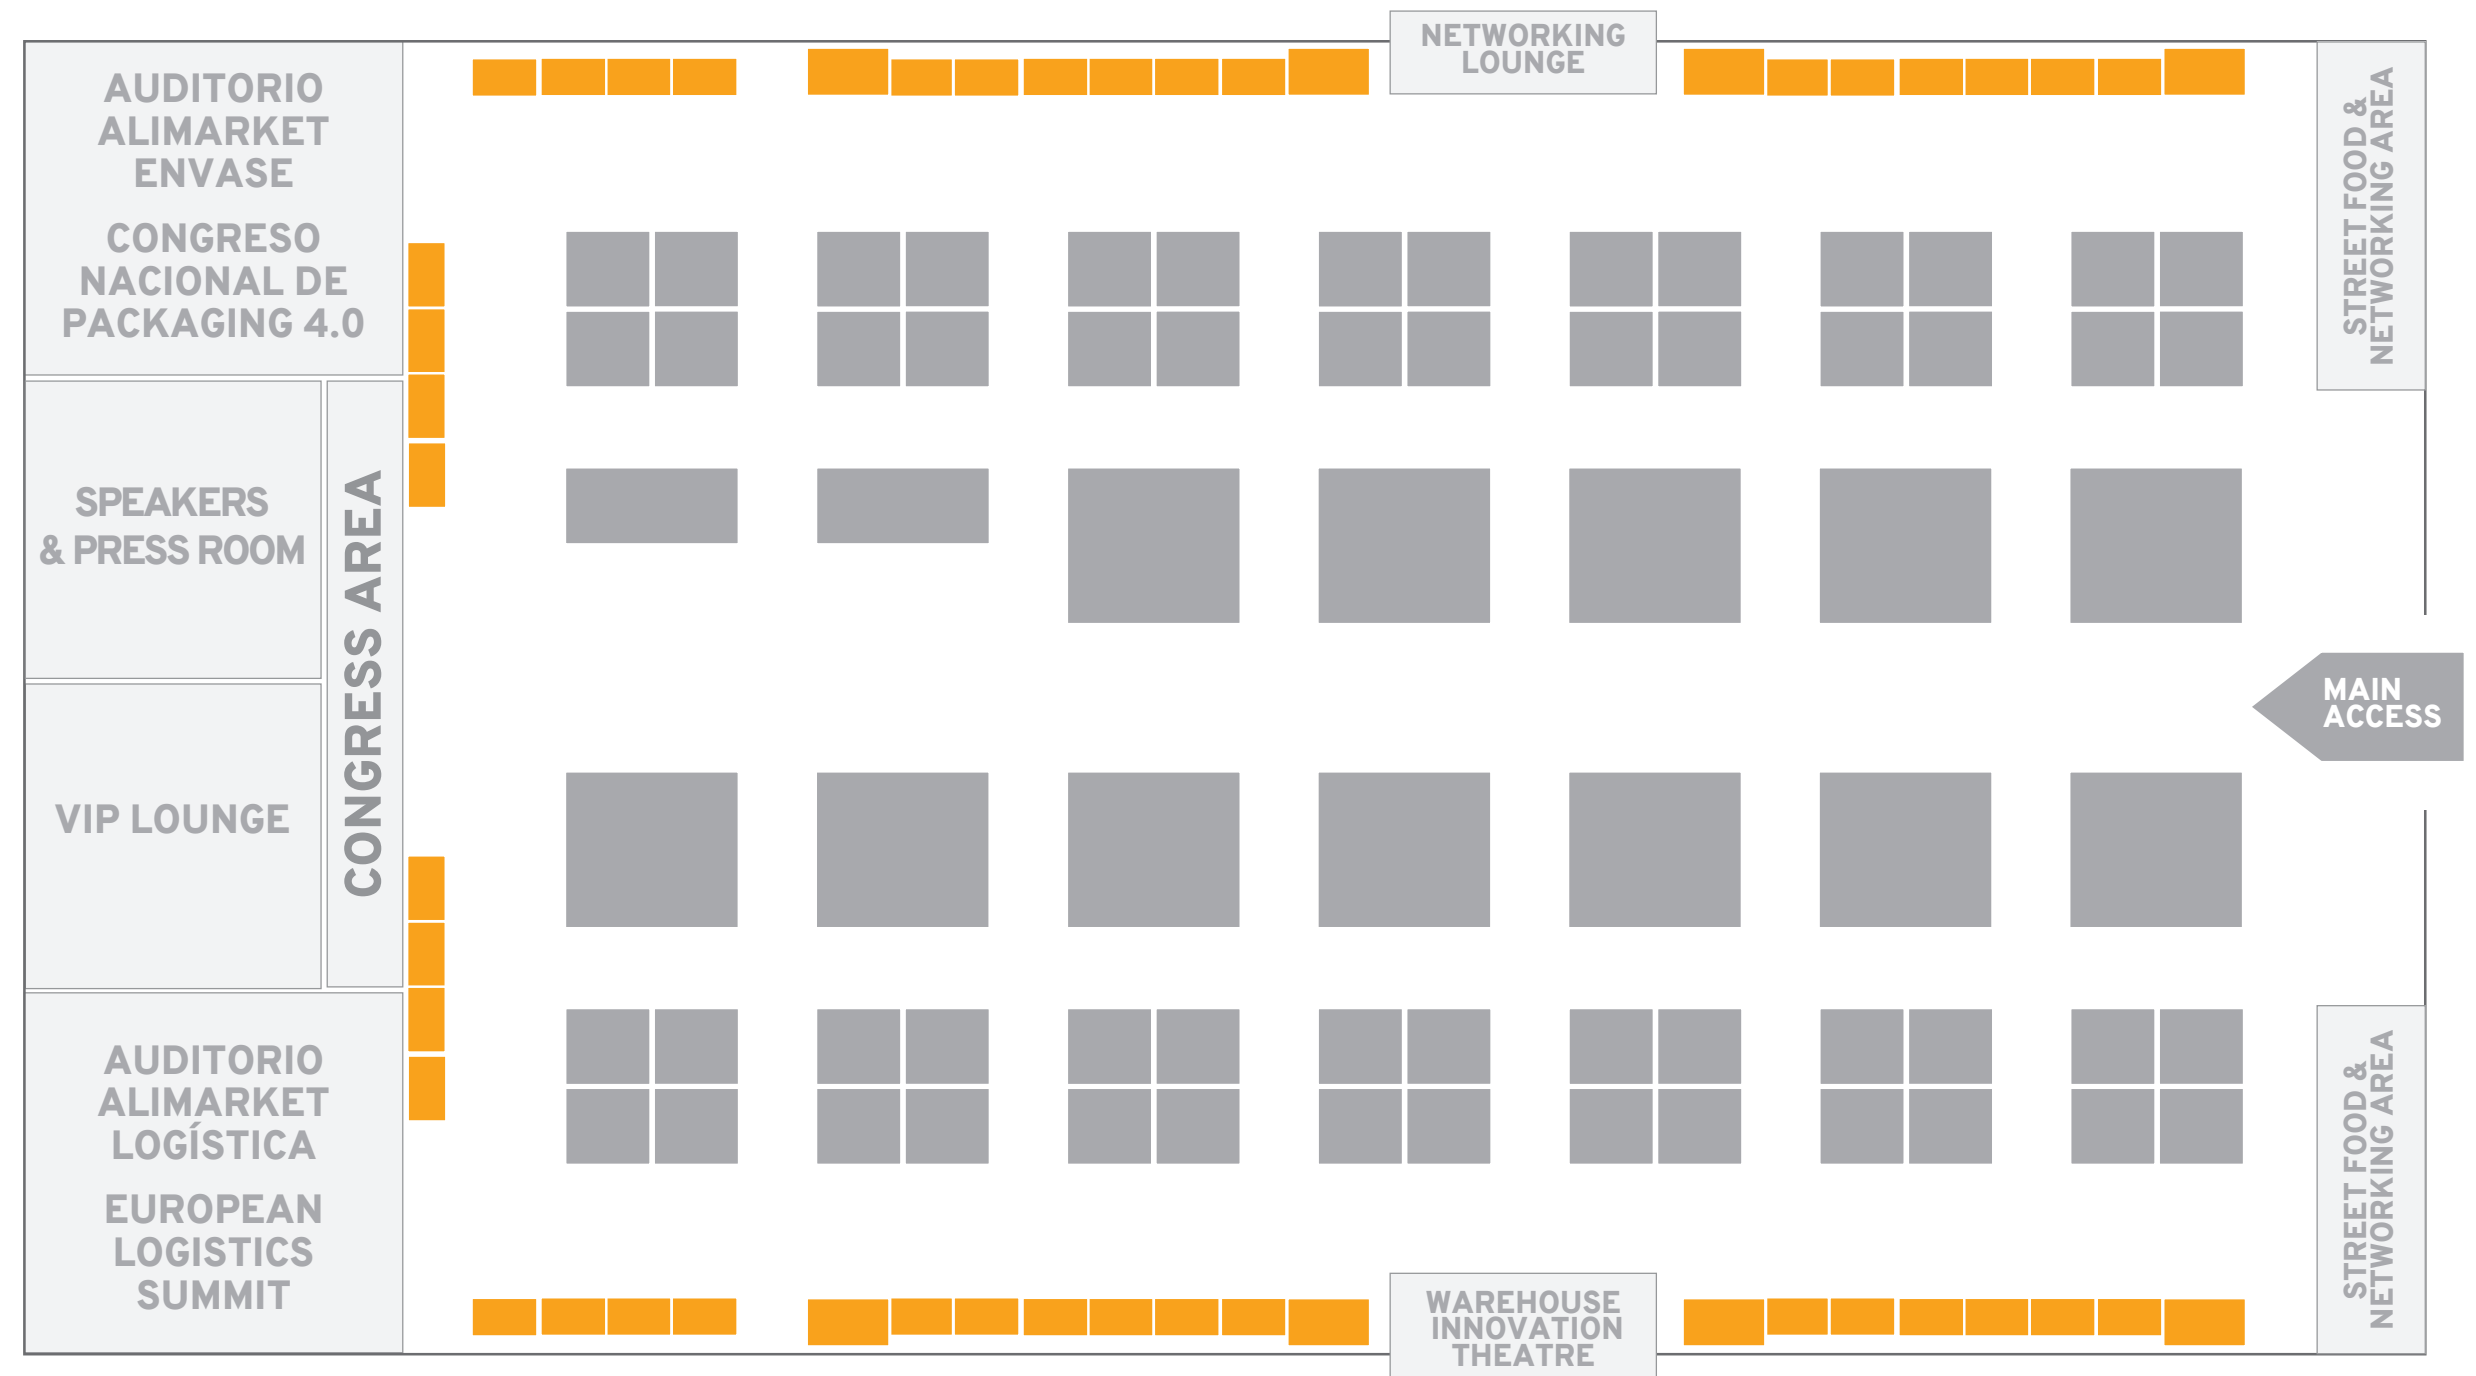 NETWORKING
LOUNGE
AUDITORIO
ALIMARKET
ENVASE
CONGRESO
NACIONAL DE
PACKAGING 4.0
STREET FOOD &
NETWORKING AREA
SPEAKERS
& PRESS ROOM
CONGRESS AREA
MAIN
ACCESS
VIP LOUNGE
AUDITORIO
ALIMARKET
LOGÍSTICA
EUROPEAN
LOGISTICS
SUMMIT
STREET FOOD &
NETWORKING AREA
WAREHOUSE
INNOVATION
THEATRE